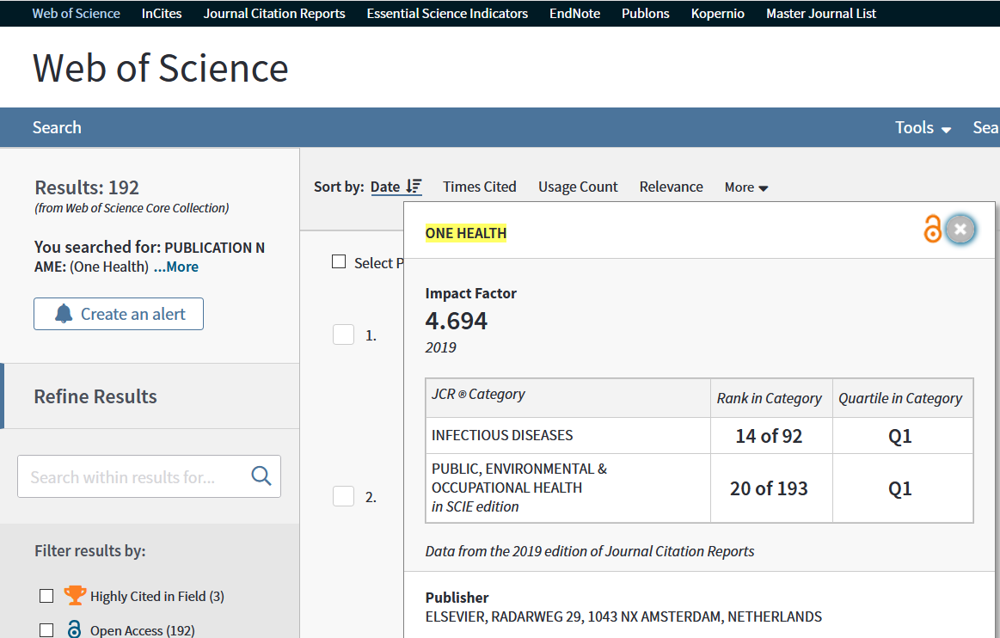 Web of Science InCites Journal Citation Reports Essential Science Indicators EndNote Publons Kopernio Master Journal List
Web of Science
Search Tools Sea
Results: 192
(from Web of Science Core Collection)
You searched for: PUBLICATION N
AME: (One Health) ...More
Create an alert
Refine Results
Search within results for...
Filter results by:
Highly Cited in Field (3)
Open Access (192)
Sort by: Date Times Cited Usage Count Relevance More
Select P
1.
2.
ONE HEALTH
Impact Factor
4.694
2019
JCR ® Category Rank in Category Quartile in Category
INFECTIOUS DISEASES 14 of 92 Q1
PUBLIC, ENVIRONMENTAL &
OCCUPATIONAL HEALTH 20 of 193 Q1
in SCIE edition
Data from the 2019 edition of Journal Citation Reports
Publisher
ELSEVIER, RADARWEG 29, 1043 NX AMSTERDAM, NETHERLANDS